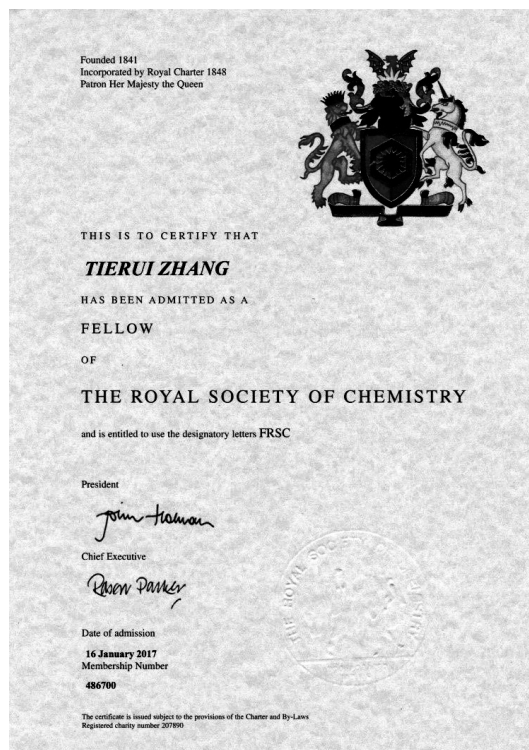 Founded 1841
Incorporated by Royal Charter 1848
Patron Her Majesty the Queen
THIS IS TO CERTIFY THAT
TIERUI ZHANG
HAS BEEN ADMITTED AS A
FELLOW
OF
THE ROYAL SOCIETY OF CHEMISTRY
and is entitled to use the designatory letters FRSC
President
Chief Executive
THE ROYAL SOCIETY
Date of admission
16 January 2017
Membership Number
486700
The certificate is issued subject to the provisions of the Charter and By-Laws
Registered charity number 207890